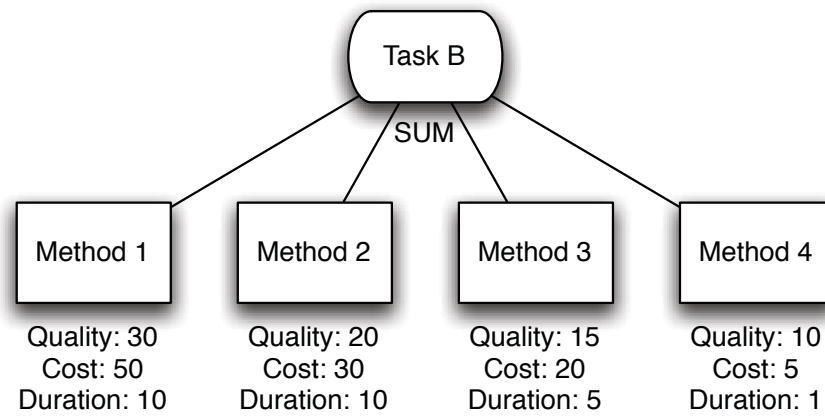 Task B
SUM
Method 1
Method 2
Method 3
Method 4
Quality: 30
Cost: 50
Duration: 10
Quality: 20
Cost: 30
Duration: 10
Quality: 15
Cost: 20
Duration: 5
Quality: 10
Cost: 5
Duration: 1